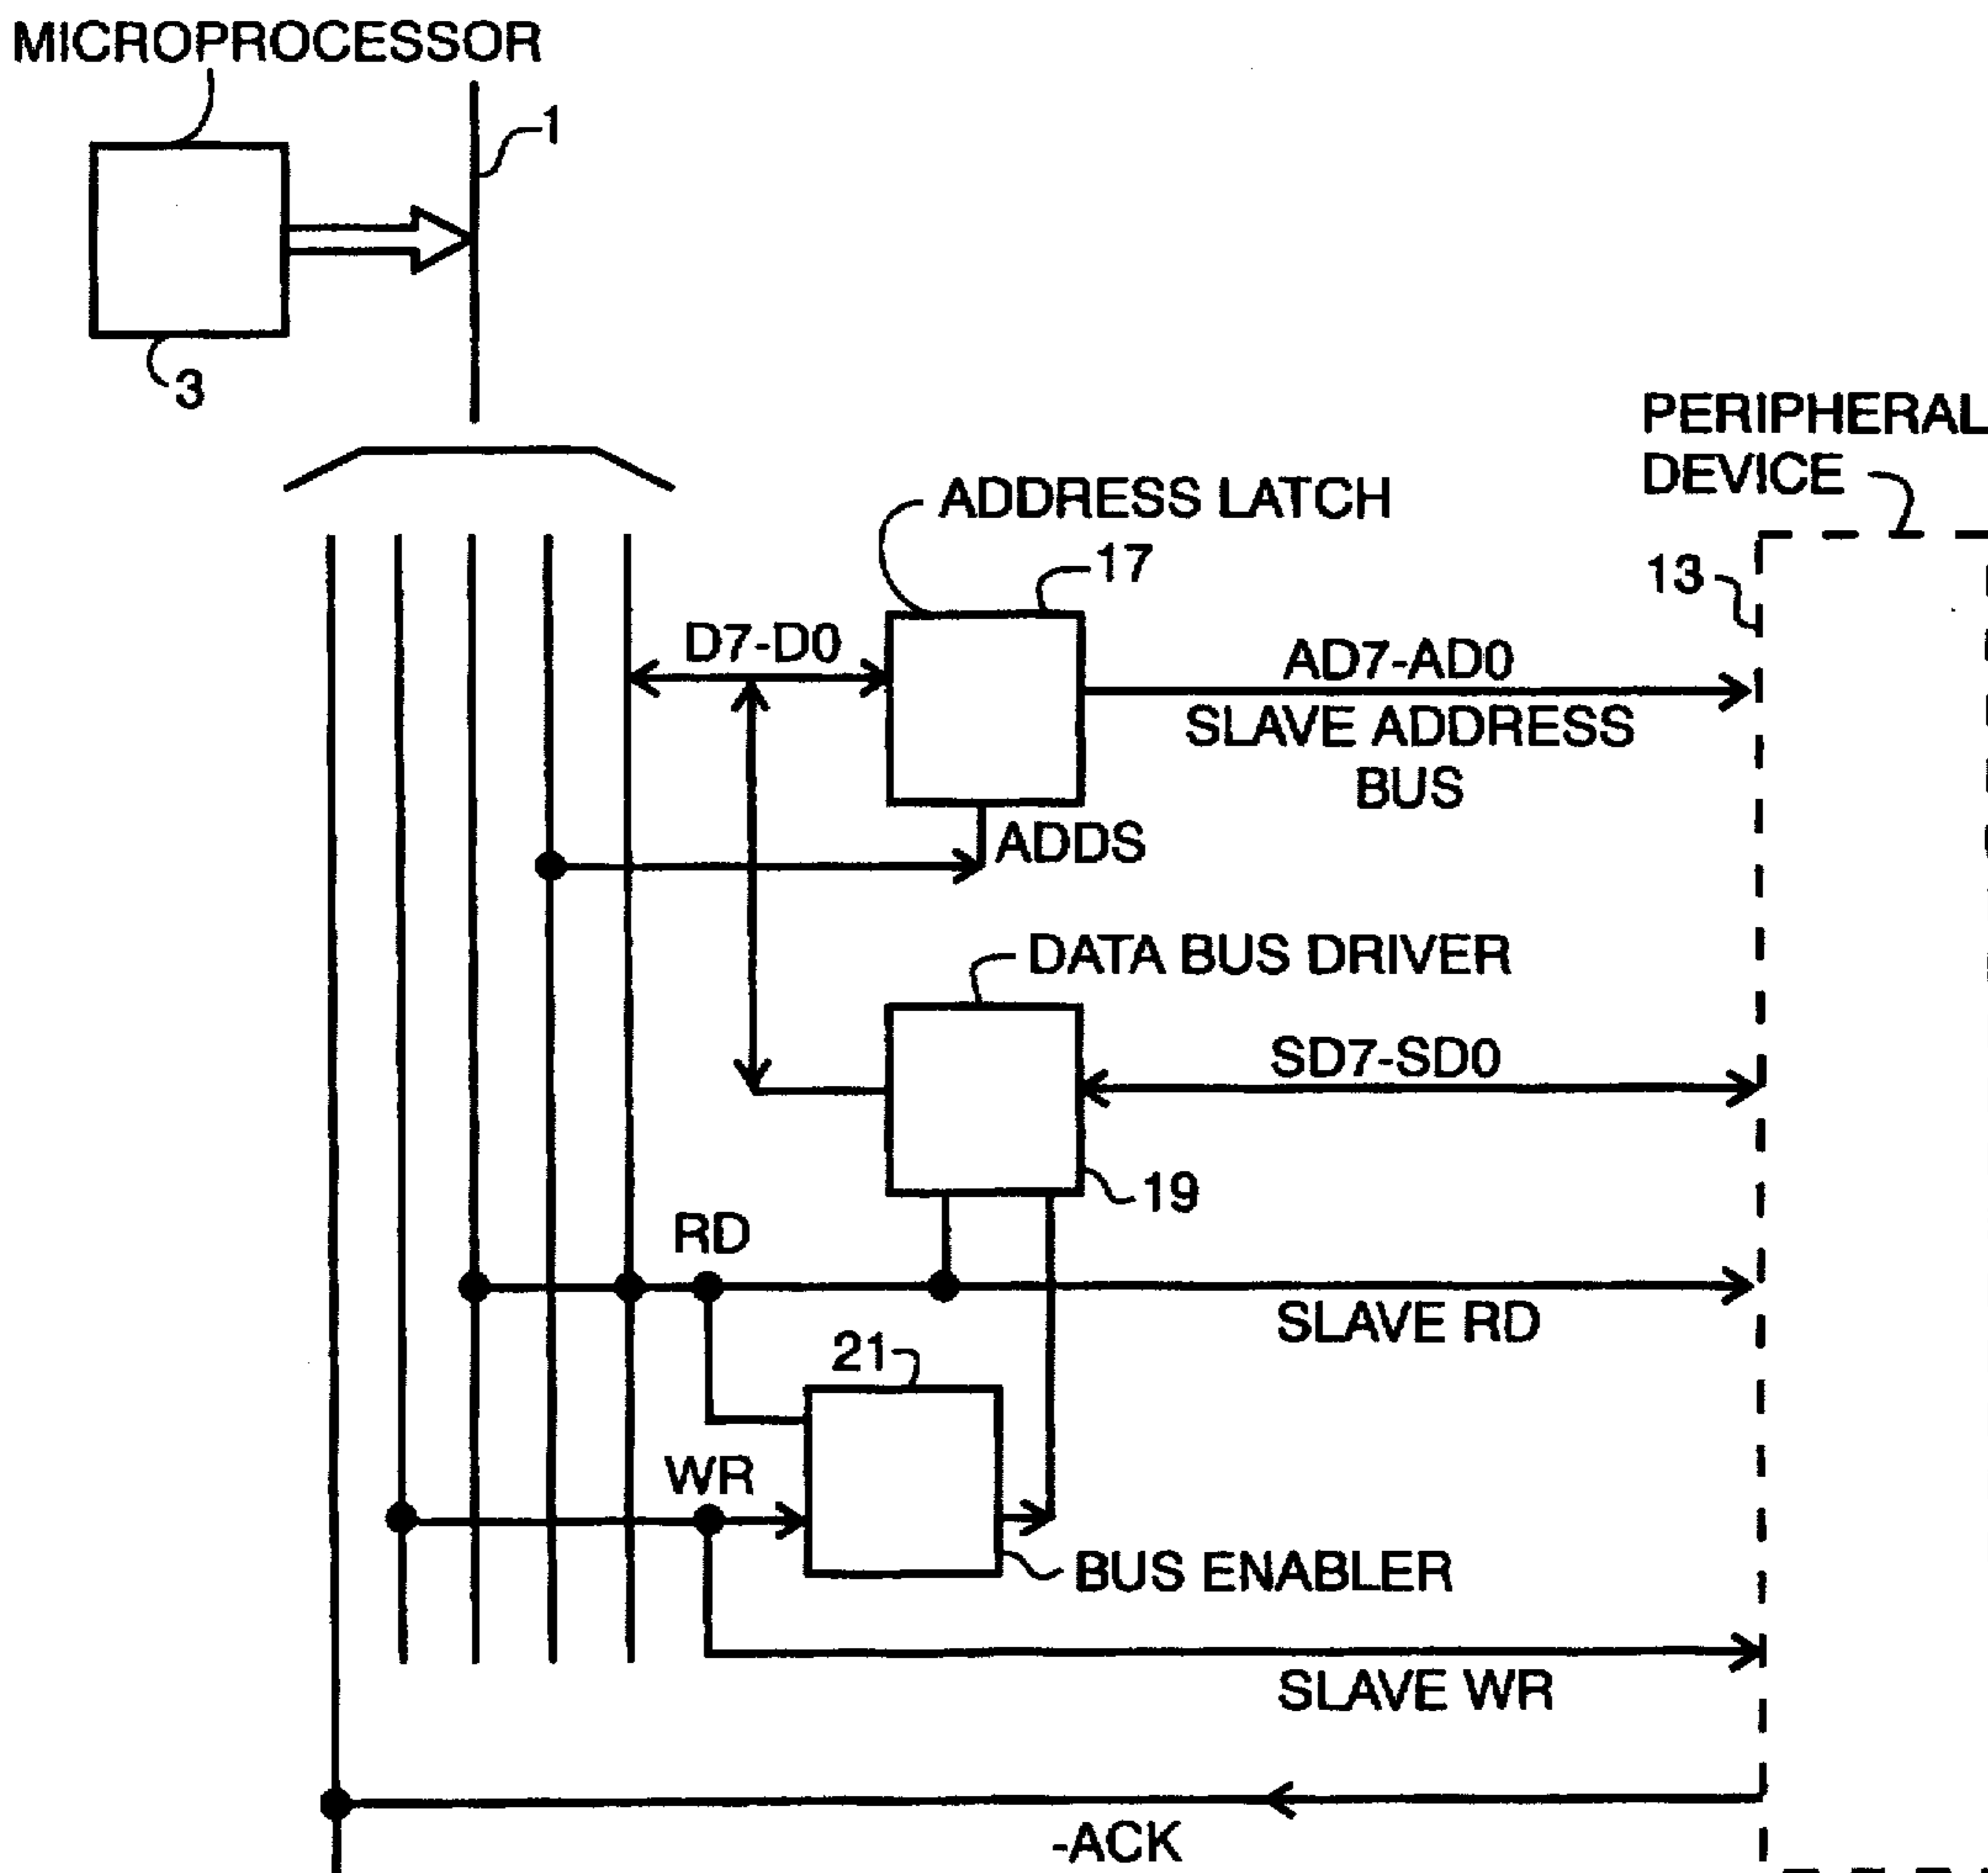 MICROPROCESSOR
1
3
PERIPHERAL
DEVICE
ADDRESS LATCH
17
13
D7-D0
AD7-AD0
SLAVE ADDRESS
BUS
ADDS
DATA BUS DRIVER
SD7-SD0
19
RD
SLAVE RD
21
WR
BUS ENABLER
SLAVE WR
-ACK